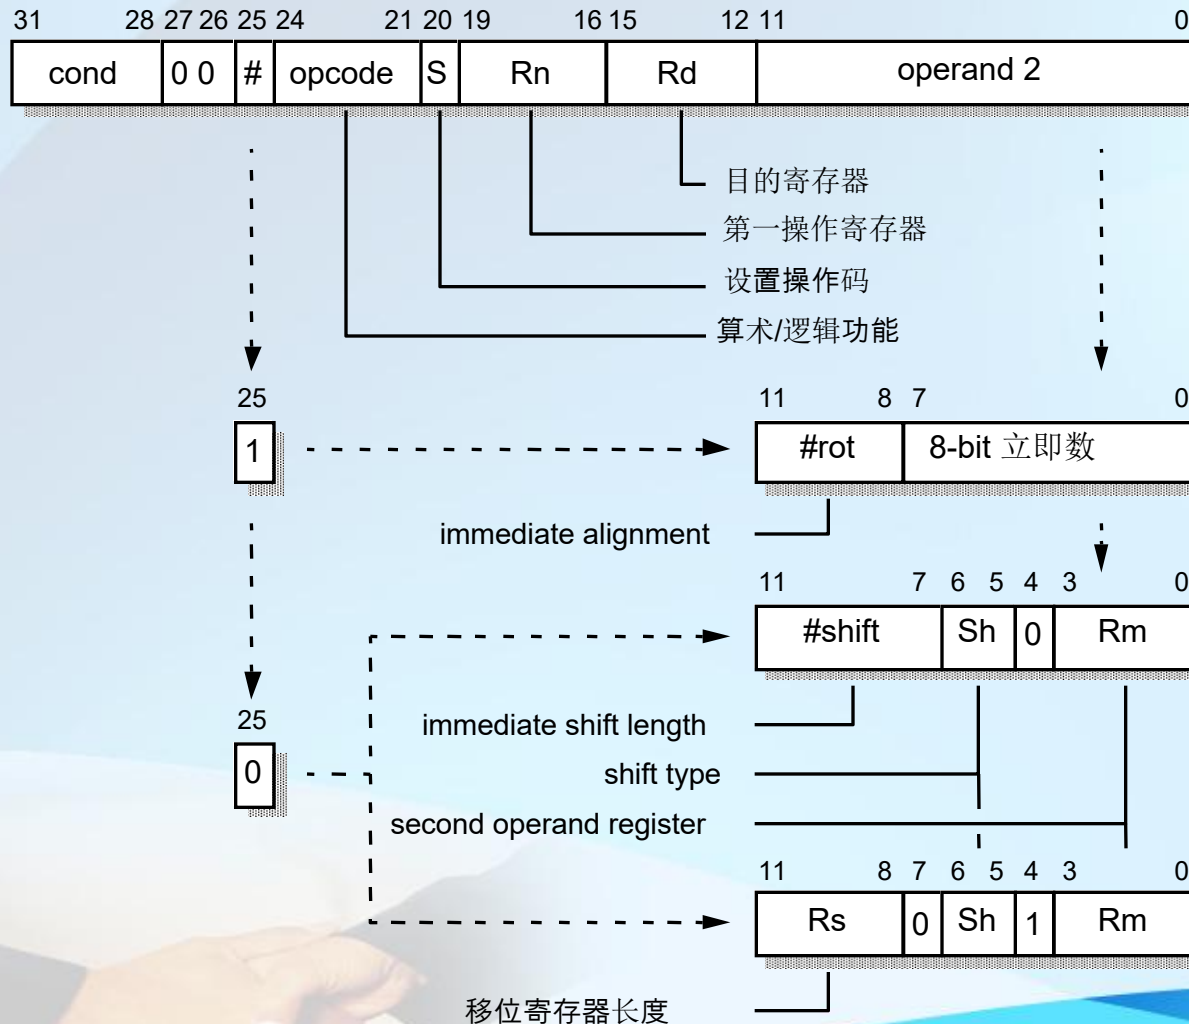 31 28 27 26 25 24 21 20 19 16 15 12 11 0
cond 0 0 # opcode S Rn Rd operand 2
目的寄存器
第一操作寄存器
设置操作码
算术/逻辑功能
25 11 8 7 0
1 #rot 8-bit 立即数
immediate alignment
11 7 6 5 4 3 0
#shift Sh 0 Rm
25
immediate shift length
0
shift type
second operand register
11 8 7 6 5 4 3 0
Rs 0 Sh 1 Rm
移位寄存器长度